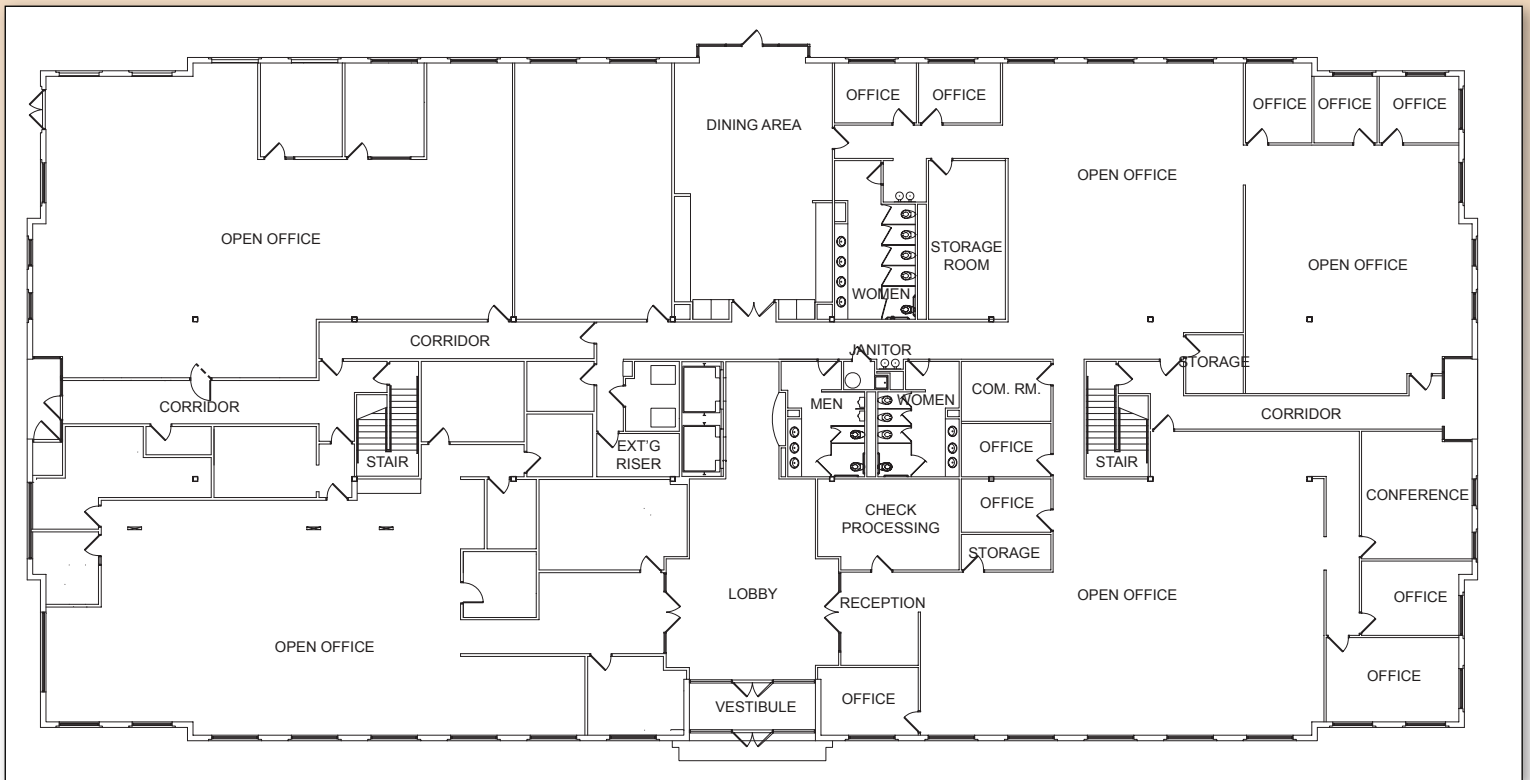 OFFICE
OFFICE
OFFICE
OFFICE
OFFICE
DINING AREA
OPEN OFFICE
OPEN OFFICE
STORAGE
ROOM
OPEN OFFICE
WOMEN
CORRIDOR
JANITOR
STORAGE
COM. RM.
CORRIDOR
MEN
WOMEN
CORRIDOR
EXT'G
RISER
OFFICE
STAIR
STAIR
CONFERENCE
OFFICE
CHECK
PROCESSING
STORAGE
LOBBY
RECEPTION
OPEN OFFICE
OFFICE
OPEN OFFICE
OFFICE
OFFICE
VESTIBULE